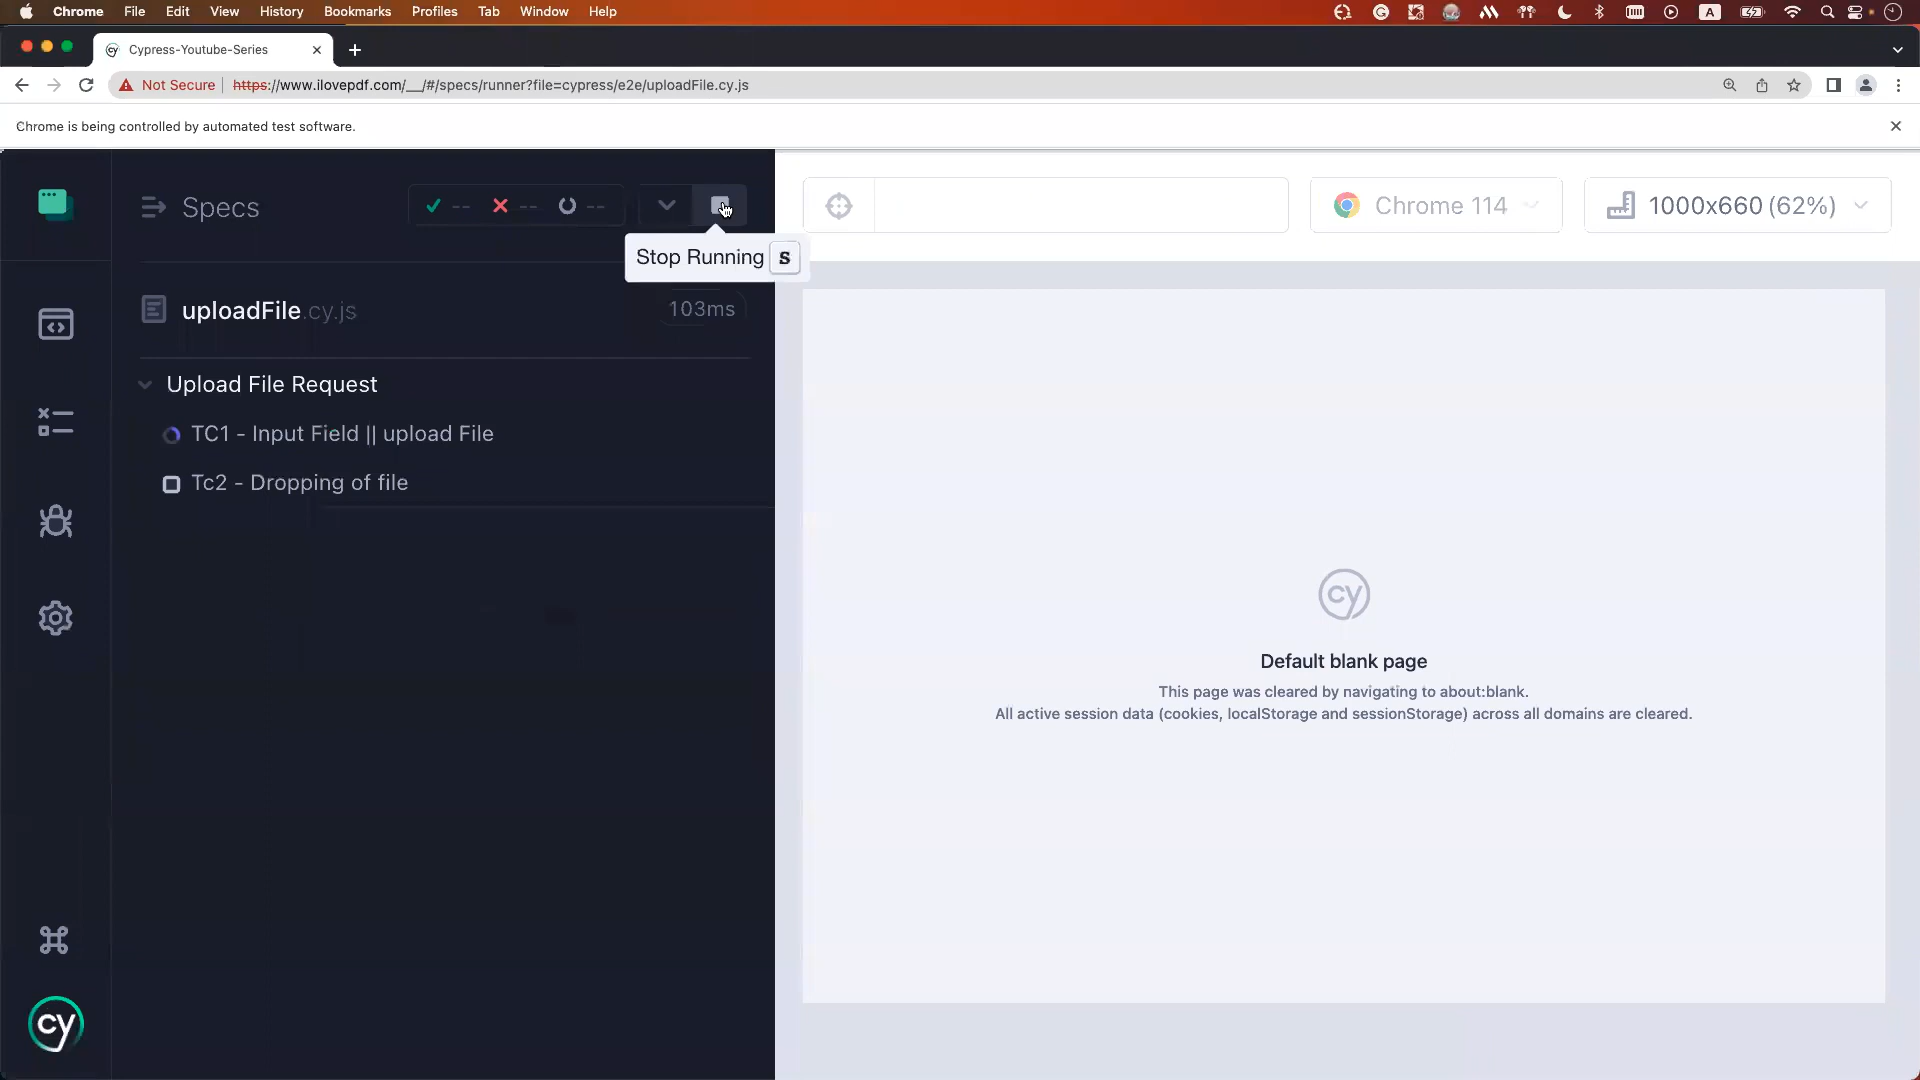 Chrome File Edit View History Bookmarks Profiles Tab Window Help A
Cypress-Youtube-Series
Not Secure https://www.ilovepdf.com/__/#/specs/runner?file=cypress/e2e/uploadFile.cy.js
Chrome is being controlled by automated test software.
Specs -- -- --
Chrome 114 1000x660 (62%)
Stop Running S
uploadFile.cy.js 103ms
Upload File Request
TC1 - Input Field || upload File
Tc2 - Dropping of file
cy
Default blank page
This page was cleared by navigating to about:blank.
All active session data (cookies, localStorage and sessionStorage) across all domains are cleared.
cy